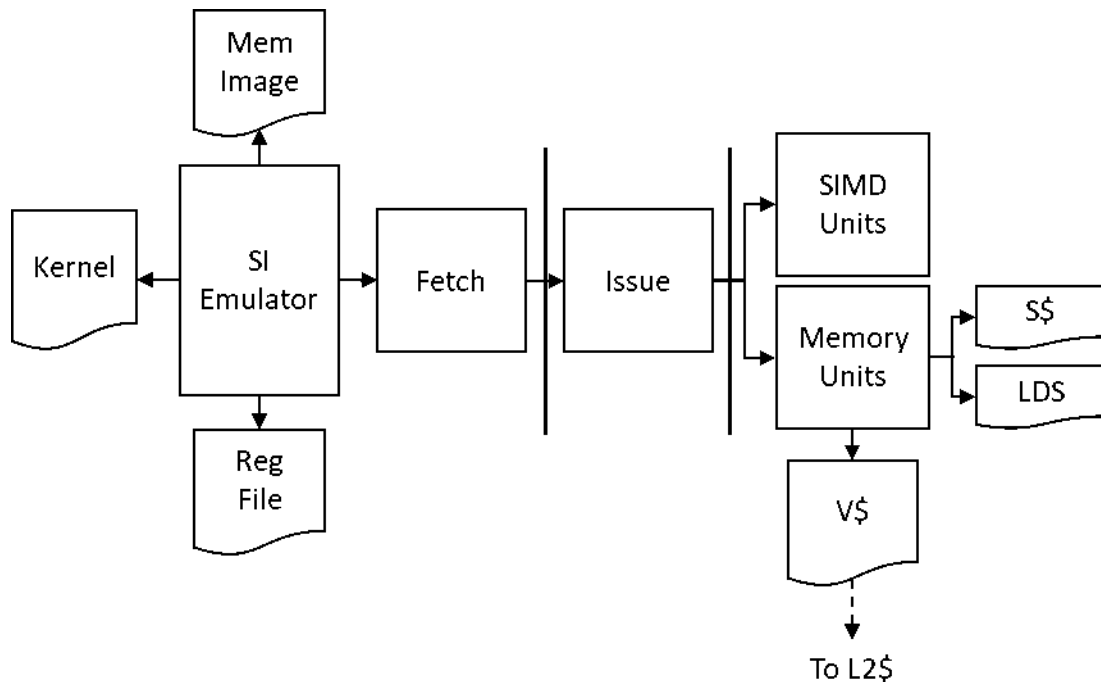 Mem
Image
Kernel
SI
Emulator
Fetch
Issue
SIMD
Units
Memory
Units
S$
LDS
Reg
File
V$
To L2$